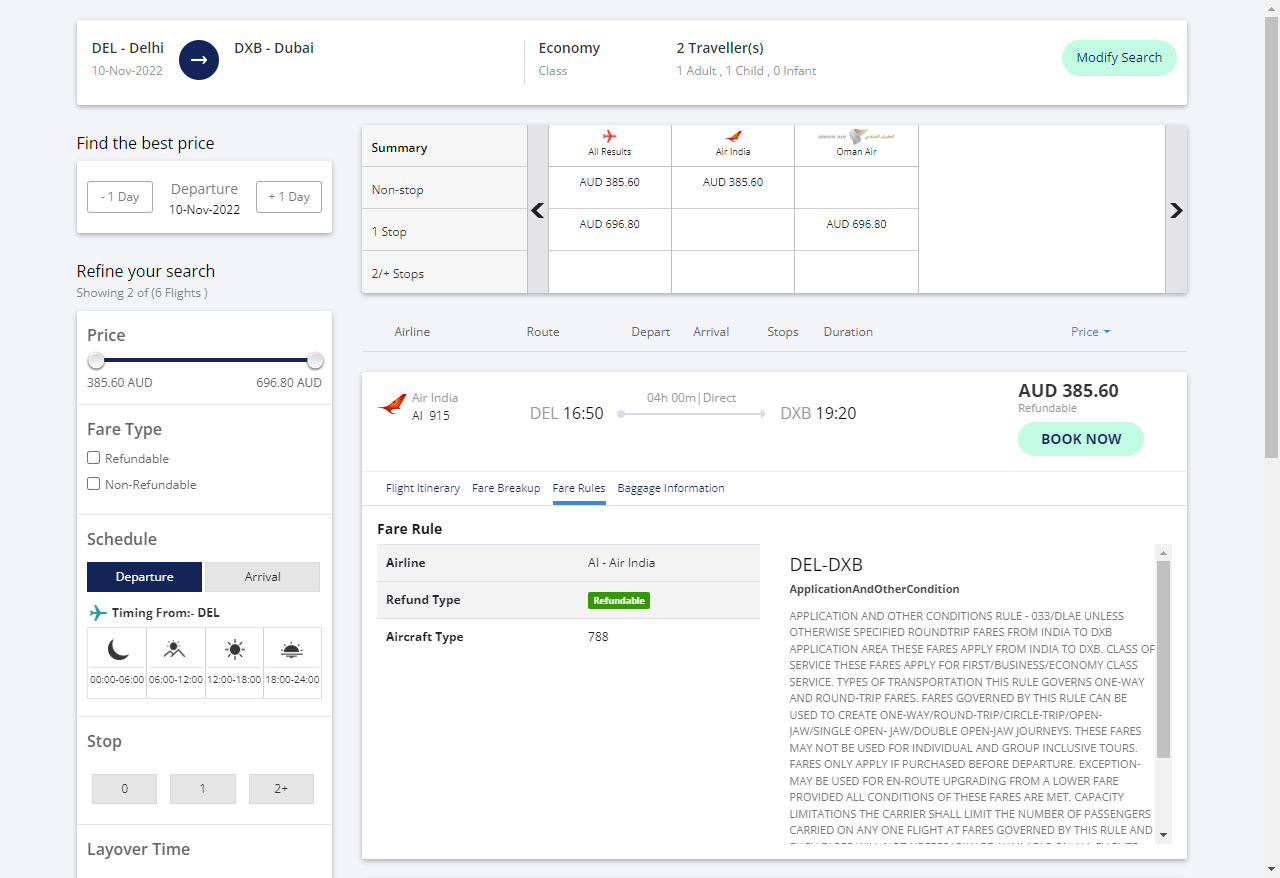 DEL - Delhi
10-Nov-2022
DXB - Dubai
Economy
Class
2 Traveller(s)
1 Adult , 1 Child , 0 Infant
Modify Search
Find the best price
- 1 Day
Departure
10-Nov-2022
+ 1 Day
Refine your search
Showing 2 of (6 Flights )
Price
385.60 AUD 696.80 AUD
Fare Type
Refundable
Non-Refundable
Schedule
Departure Arrival
Timing From:- DEL
00:00-06:00 06:00-12:00 12:00-18:00 18:00-24:00
Stop
0 1 2+
Layover Time
Summary All Results Air India Oman Air
Non-stop AUD 385.60 AUD 385.60
1 Stop AUD 696.80 AUD 696.80
2/+ Stops
Airline Route Depart Arrival Stops Duration Price
Air India
AI 915
DEL 16:50
04h 00m|Direct
DXB 19:20
AUD 385.60
Refundable
BOOK NOW
Flight Itinerary Fare Breakup Fare Rules Baggage Information
Fare Rule
Airline AI - Air India
Refund Type Refundable
Aircraft Type 788
DEL-DXB
ApplicationAndOtherCondition
APPLICATION AND OTHER CONDITIONS RULE - 033/DLAE UNLESS
OTHERWISE SPECIFIED ROUNDTRIP FARES FROM INDIA TO DXB
APPLICATION AREA THESE FARES APPLY FROM INDIA TO DXB. CLASS OF
SERVICE THESE FARES APPLY FOR FIRST/BUSINESS/ECONOMY CLASS
SERVICE. TYPES OF TRANSPORTATION THIS RULE GOVERNS ONE-WAY
AND ROUND-TRIP FARES. FARES GOVERNED BY THIS RULE CAN BE
USED TO CREATE ONE-WAY/ROUND-TRIP/CIRCLE-TRIP/OPEN-
JAW/SINGLE OPEN- JAW/DOUBLE OPEN-JAW JOURNEYS. THESE FARES
MAY NOT BE USED FOR INDIVIDUAL AND GROUP INCLUSIVE TOURS.
FARES ONLY APPLY IF PURCHASED BEFORE DEPARTURE. EXCEPTION-
MAY BE USED FOR EN-ROUTE UPGRADING FROM A LOWER FARE
PROVIDED ALL CONDITIONS OF THESE FARES ARE MET. CAPACITY
LIMITATIONS THE CARRIER SHALL LIMIT THE NUMBER OF PASSENGERS
CARRIED ON ANY ONE FLIGHT AT FARES GOVERNED BY THIS RULE AND